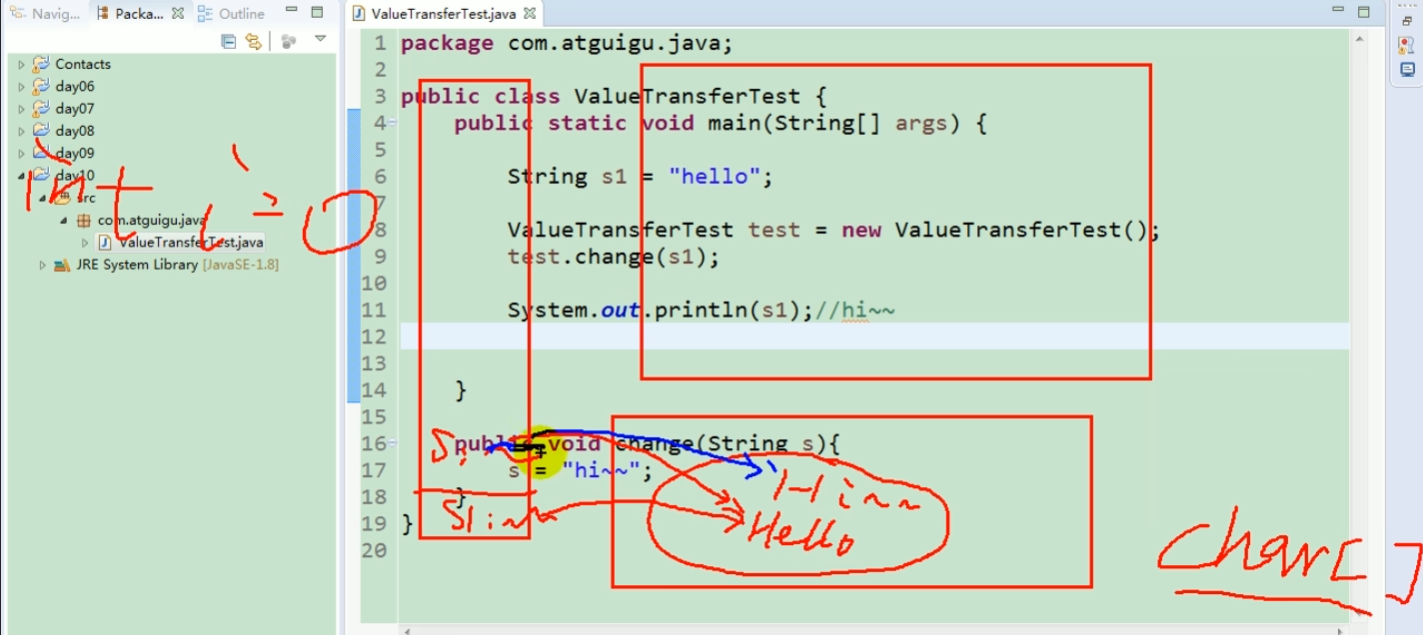 Navig... Packa... Outline
Contacts
day06
day07
day08
day09
day10
src
com.atguigu.java
ValueTransferTest.java
JRE System Library [JavaSE-1.8]
int i = 0
ValueTransferTest.java
1 package com.atguigu.java;
2
3 public class ValueTransferTest {
4 public static void main(String[] args) {
5
6 String s1 = "hello";
7
8 ValueTransferTest test = new ValueTransferTest();
9 test.change(s1);
10
11 System.out.println(s1);//hi~~
12
13
14 }
15
16 public void change(String s){
17 s = "hi~~";
18 }
19 }
20
Hi~~
Hello
char[]